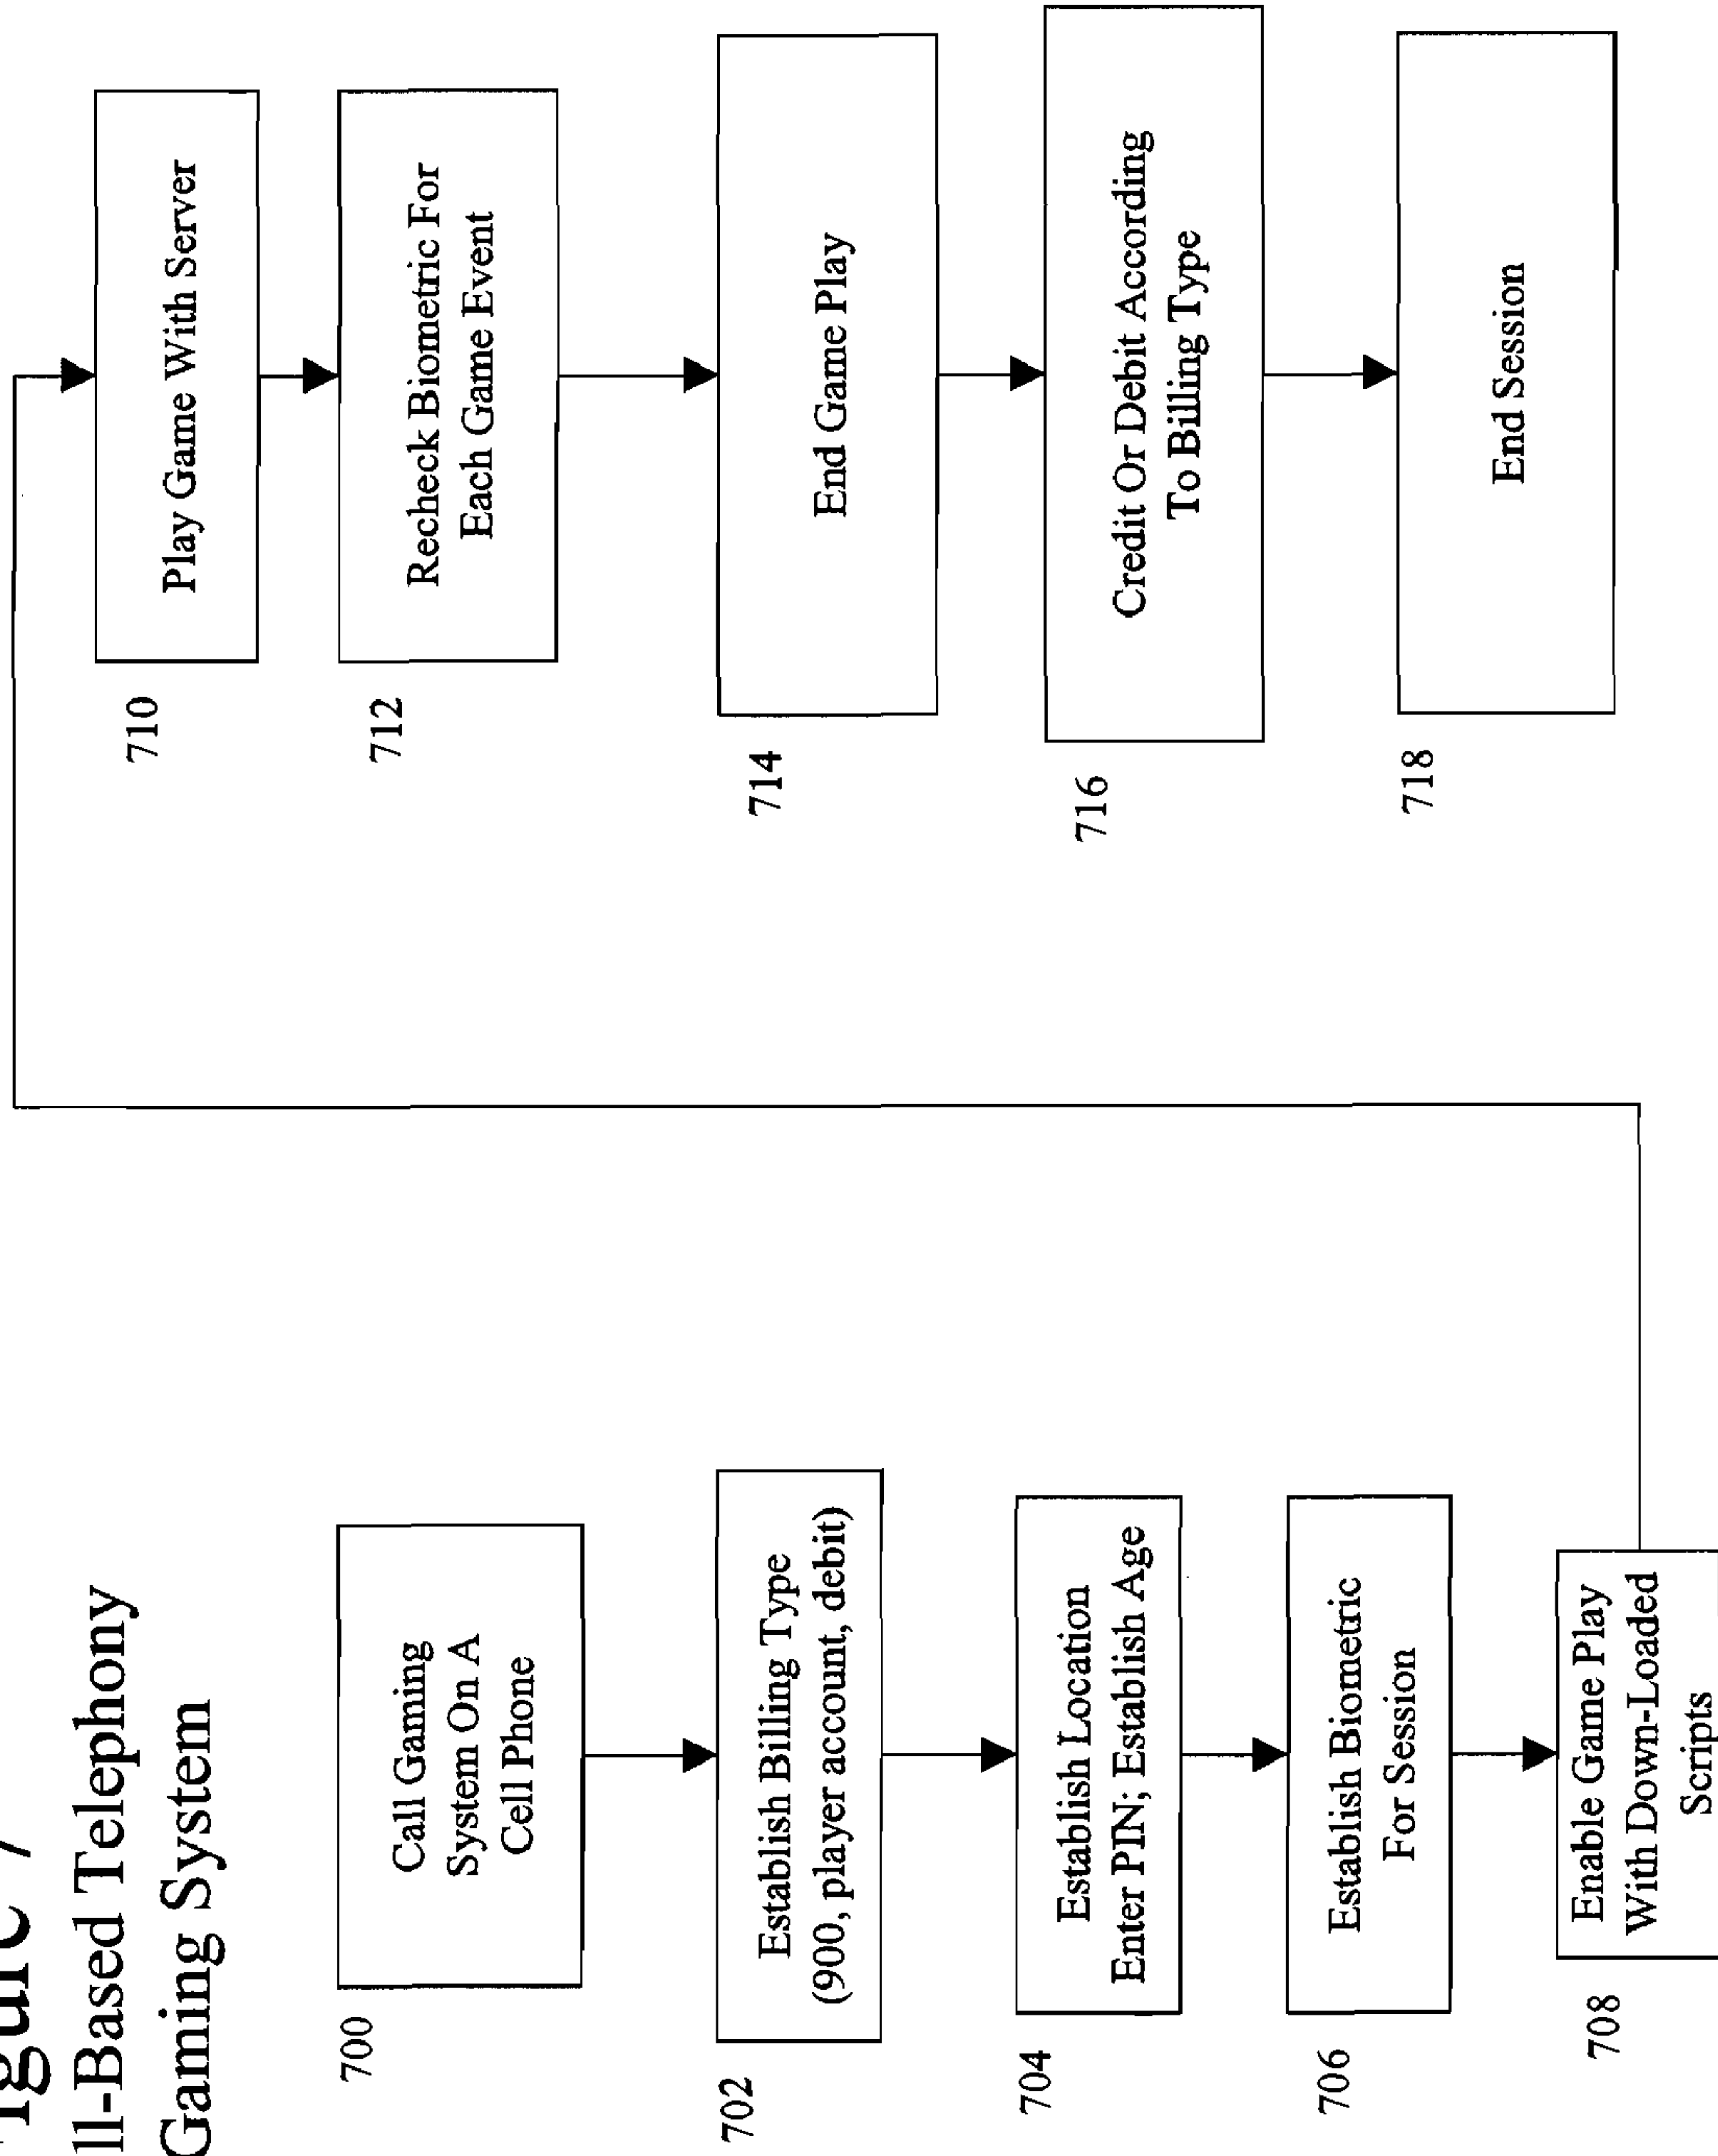 Figure 7
ll-Based Telephony
Gaming System
700
Call Gaming
System On A
Cell Phone
702
Establish Billing Type
(900, player account, debit)
704
Establish Location
Enter PIN; Establish Age
706
Establish Biometric
For Session
708
Enable Game Play
With Down-Loaded
Scripts
710
Play Game With Server
712
Recheck Biometric For
Each Game Event
714
End Game Play
716
Credit Or Debit According
To Billing Type
718
End Session